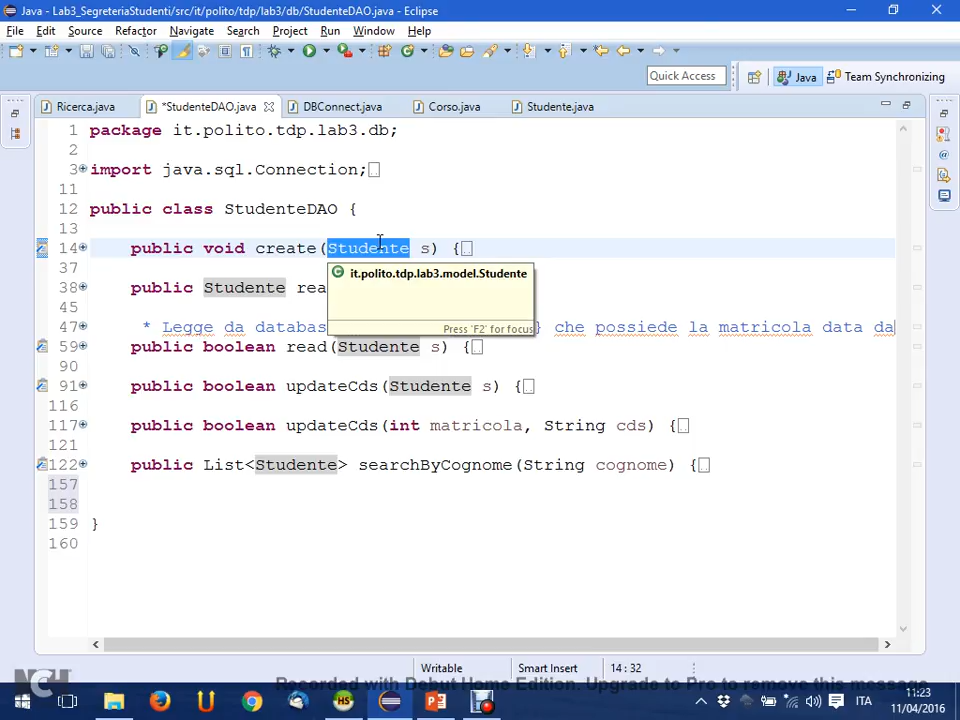 Java - Lab3_SegreteriaStudenti/src/it/polito/tdp/lab3/db/StudenteDAO.java - Eclipse
File Edit Source Refactor Navigate Search Project Run Window Help
Quick Access Java Team Synchronizing
Ricerca.java *StudenteDAO.java DBConnect.java Corso.java Studente.java
1 package it.polito.tdp.lab3.db;
2
3 import java.sql.Connection;
11
12 public class StudenteDAO {
13
14 public void create(Studente s) {
37
it.polito.tdp.lab3.model.Studente
38 public Studente rea
45
Press 'F2' for focus
47 * Legge da databas } che possiede la matricola data da
59 public boolean read(Studente s) {
90
91 public boolean updateCds(Studente s) {
116
117 public boolean updateCds(int matricola, String cds) {
121
122 public List<Studente> searchByCognome(String cognome) {
157
158
159 }
160
Writable Smart Insert 14 : 32
NCH
Recorded with Debut Home Edition. Upgrade to Pro to remove this message
HS ITA 11:23
11/04/2016